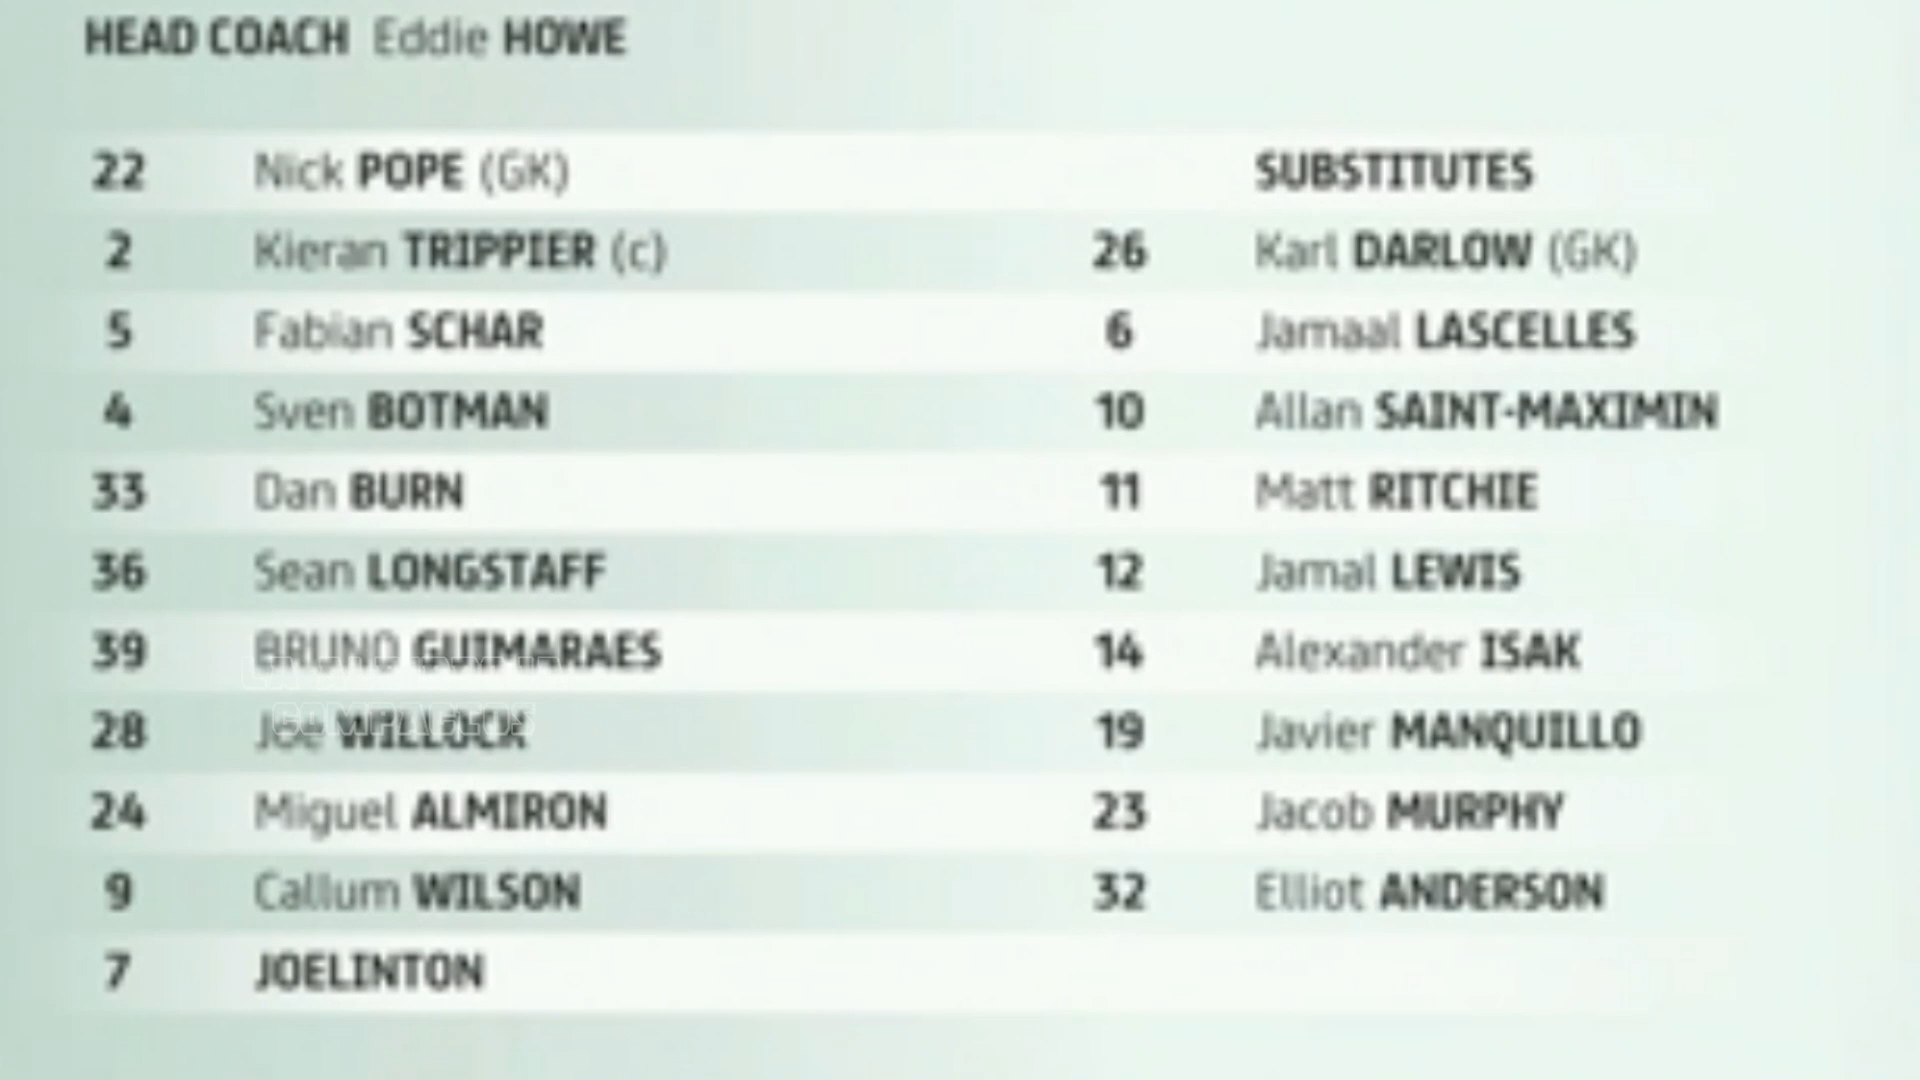 HEAD COACH Eddie HOWE
22 Nick POPE (GK)
2 Kieran TRIPPIER (c)
5 Fabian SCHAR
4 Sven BOTMAN
33 Dan BURN
36 Sean LONGSTAFF
39 BRUNO GUIMARAES
28 Joe WILLOCK
24 Miguel ALMIRON
9 Callum WILSON
7 JOELINTON
SUBSTITUTES
26 Karl DARLOW (GK)
6 Jamaal LASCELLES
10 Allan SAINT-MAXIMIN
11 Matt RITCHIE
12 Jamal LEWIS
14 Alexander ISAK
19 Javier MANQUILLO
23 Jacob MURPHY
32 Elliot ANDERSON